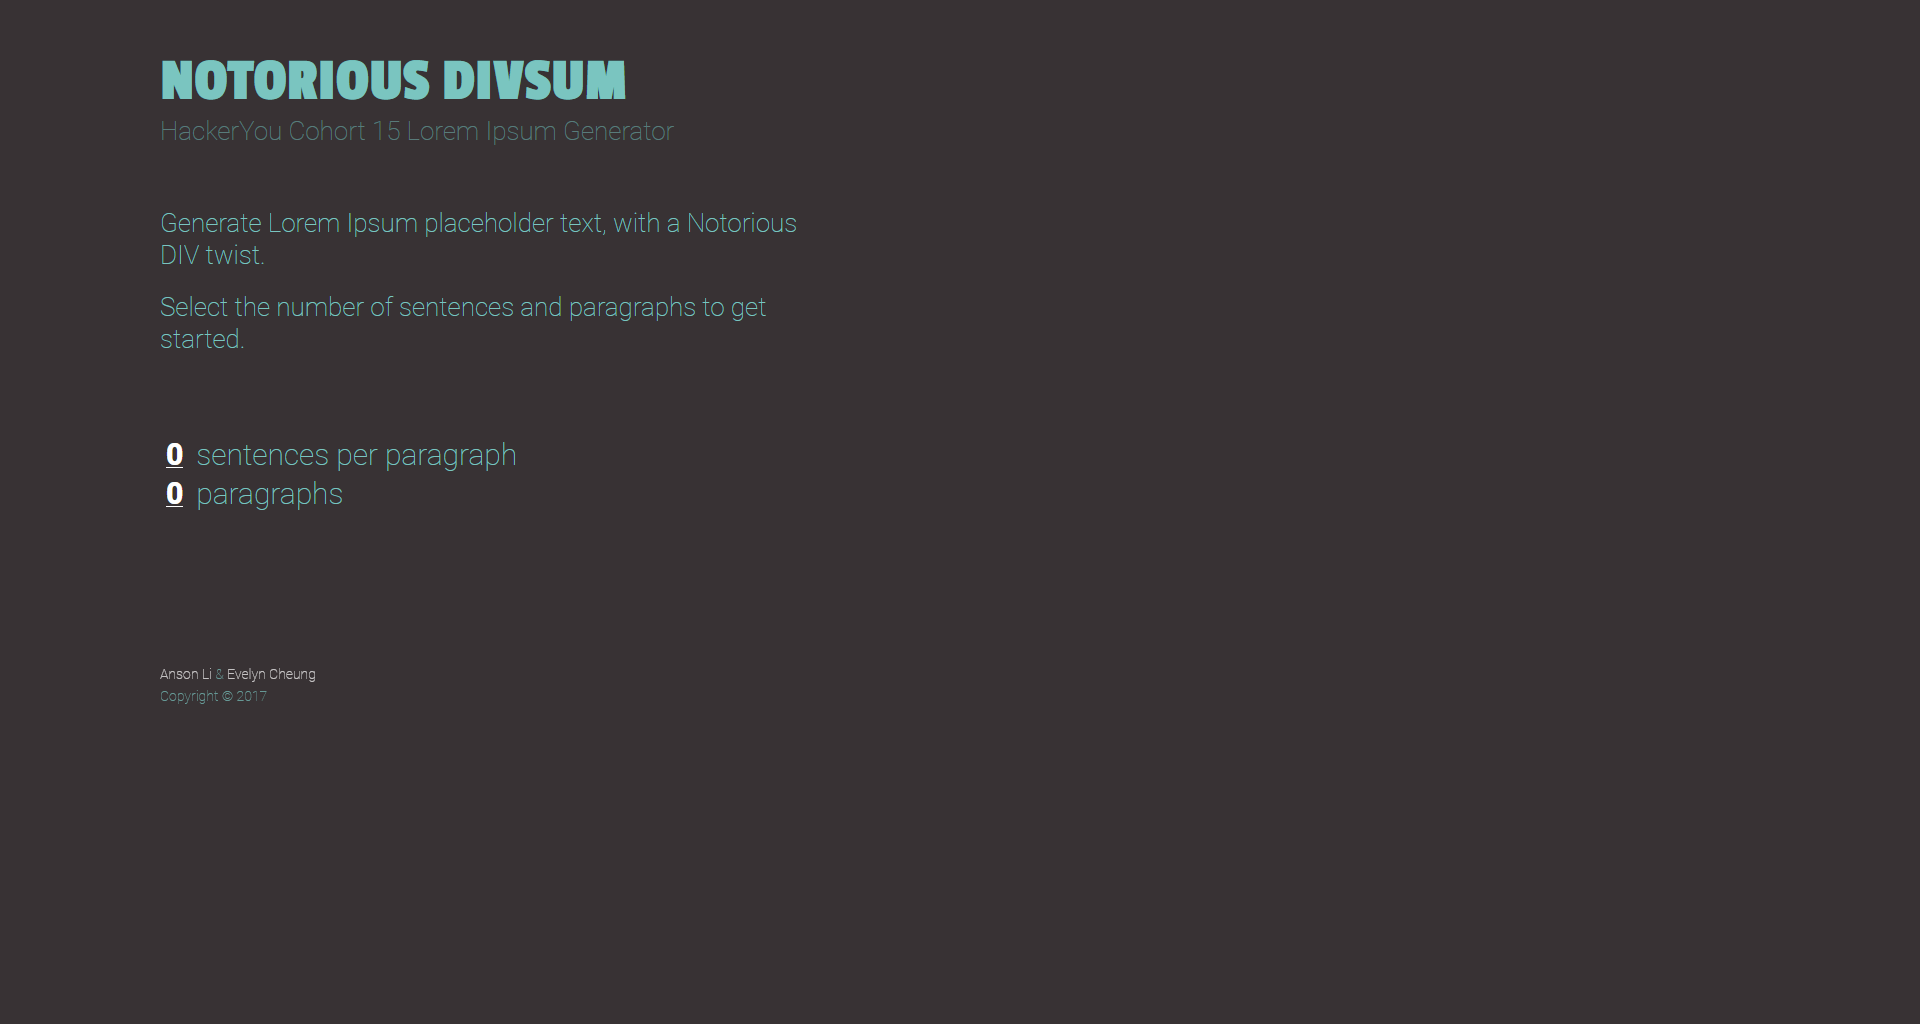 NOTORIOUS DIVSUM
HackerYou Cohort 15 Lorem Ipsum Generator
Generate Lorem Ipsum placeholder text, with a Notorious
DIV twist.
Select the number of sentences and paragraphs to get
started.
0 sentences per paragraph
0 paragraphs
Anson Li & Evelyn Cheung
Copyright © 2017